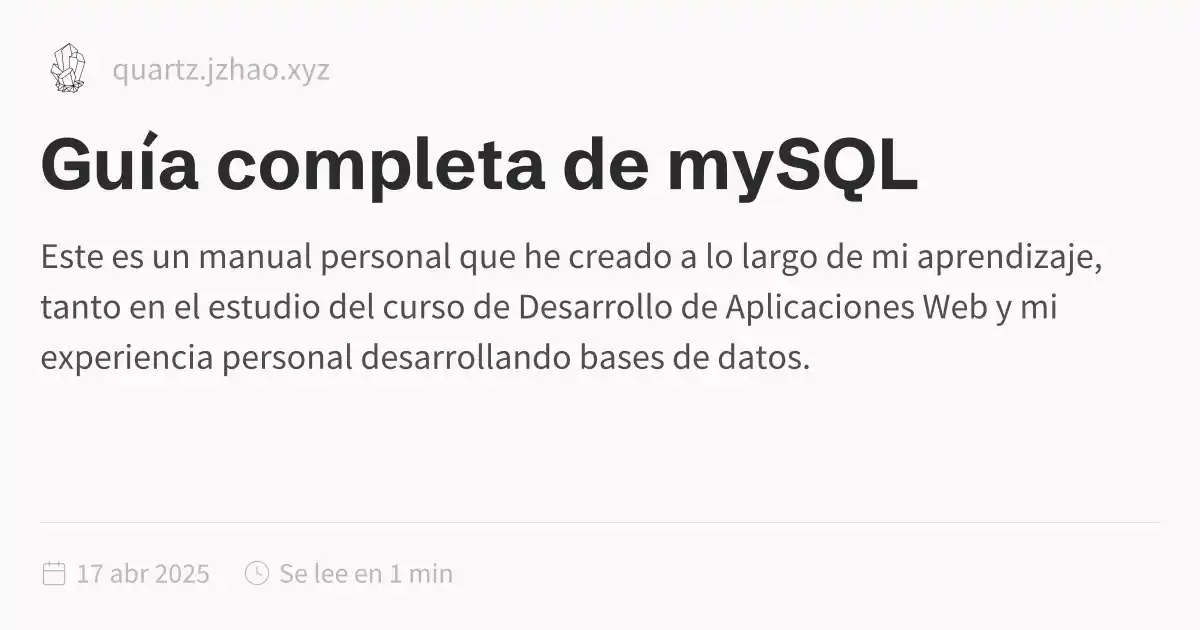 quartz.jzhao.xyz
Guía completa de mySQL
Este es un manual personal que he creado a lo largo de mi aprendizaje,
tanto en el estudio del curso de Desarrollo de Aplicaciones Web y mi
experiencia personal desarrollando bases de datos.
17 abr 2025 Se lee en 1 min